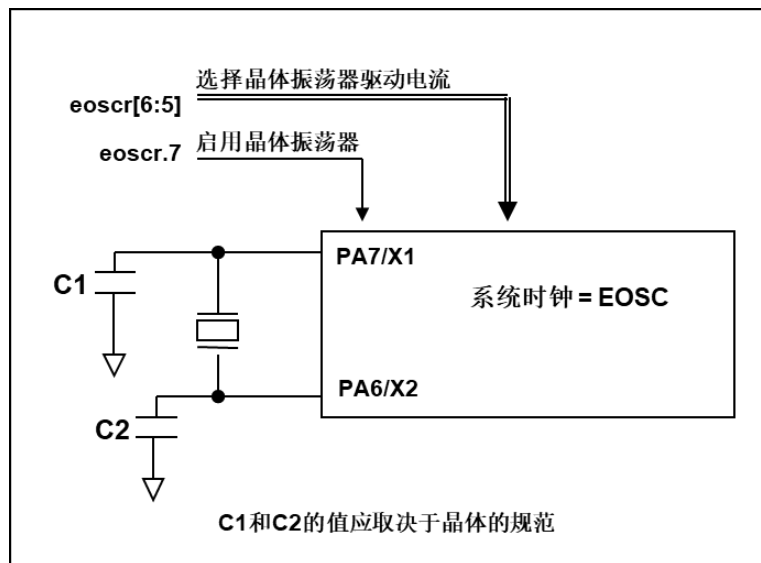 选择晶体振荡器驱动电流
eoscr[6:5]
eoscr.7 启用晶体振荡器
PA7/X1
C1
系统时钟 = EOSC
PA6/X2
C2
C1和C2的值应取决于晶体的规范